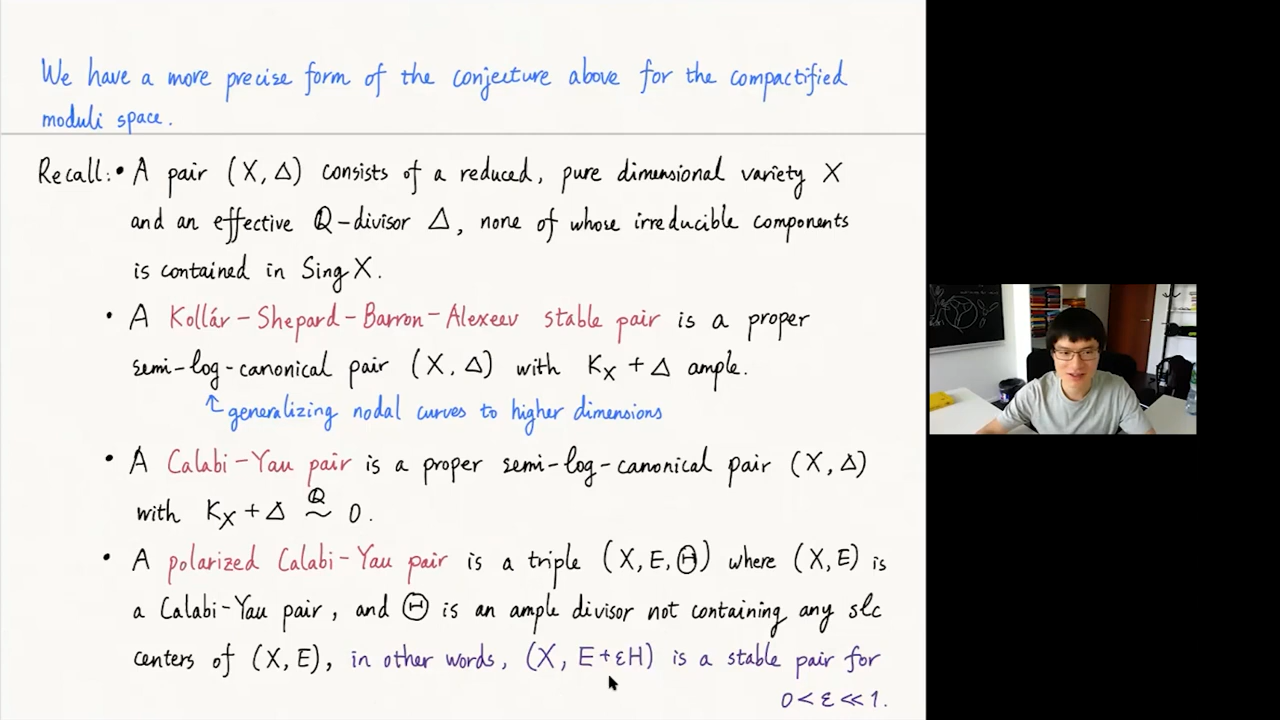 We have a more precise form of the conjecture above for the compactified
moduli space.
Recall: • A pair (X, Δ) consists of a reduced, pure dimensional variety X
and an effective ℚ-divisor Δ, none of whose irreducible components
is contained in Sing X.
• A Kollár-Shepard-Barron-Alexeev stable pair is a proper
semi-log-canonical pair (X, Δ) with K_X + Δ ample.
↑ generalizing nodal curves to higher dimensions
• A Calabi-Yau pair is a proper semi-log-canonical pair (X, Δ)
with K_X + Δ ~^ℚ 0.
• A polarized Calabi-Yau pair is a triple (X, E, Ⓗ) where (X, E) is
a Calabi-Yau pair, and Ⓗ is an ample divisor not containing any slc
centers of (X, E), in other words, (X, E+εH) is a stable pair for
0 < ε ≪ 1.